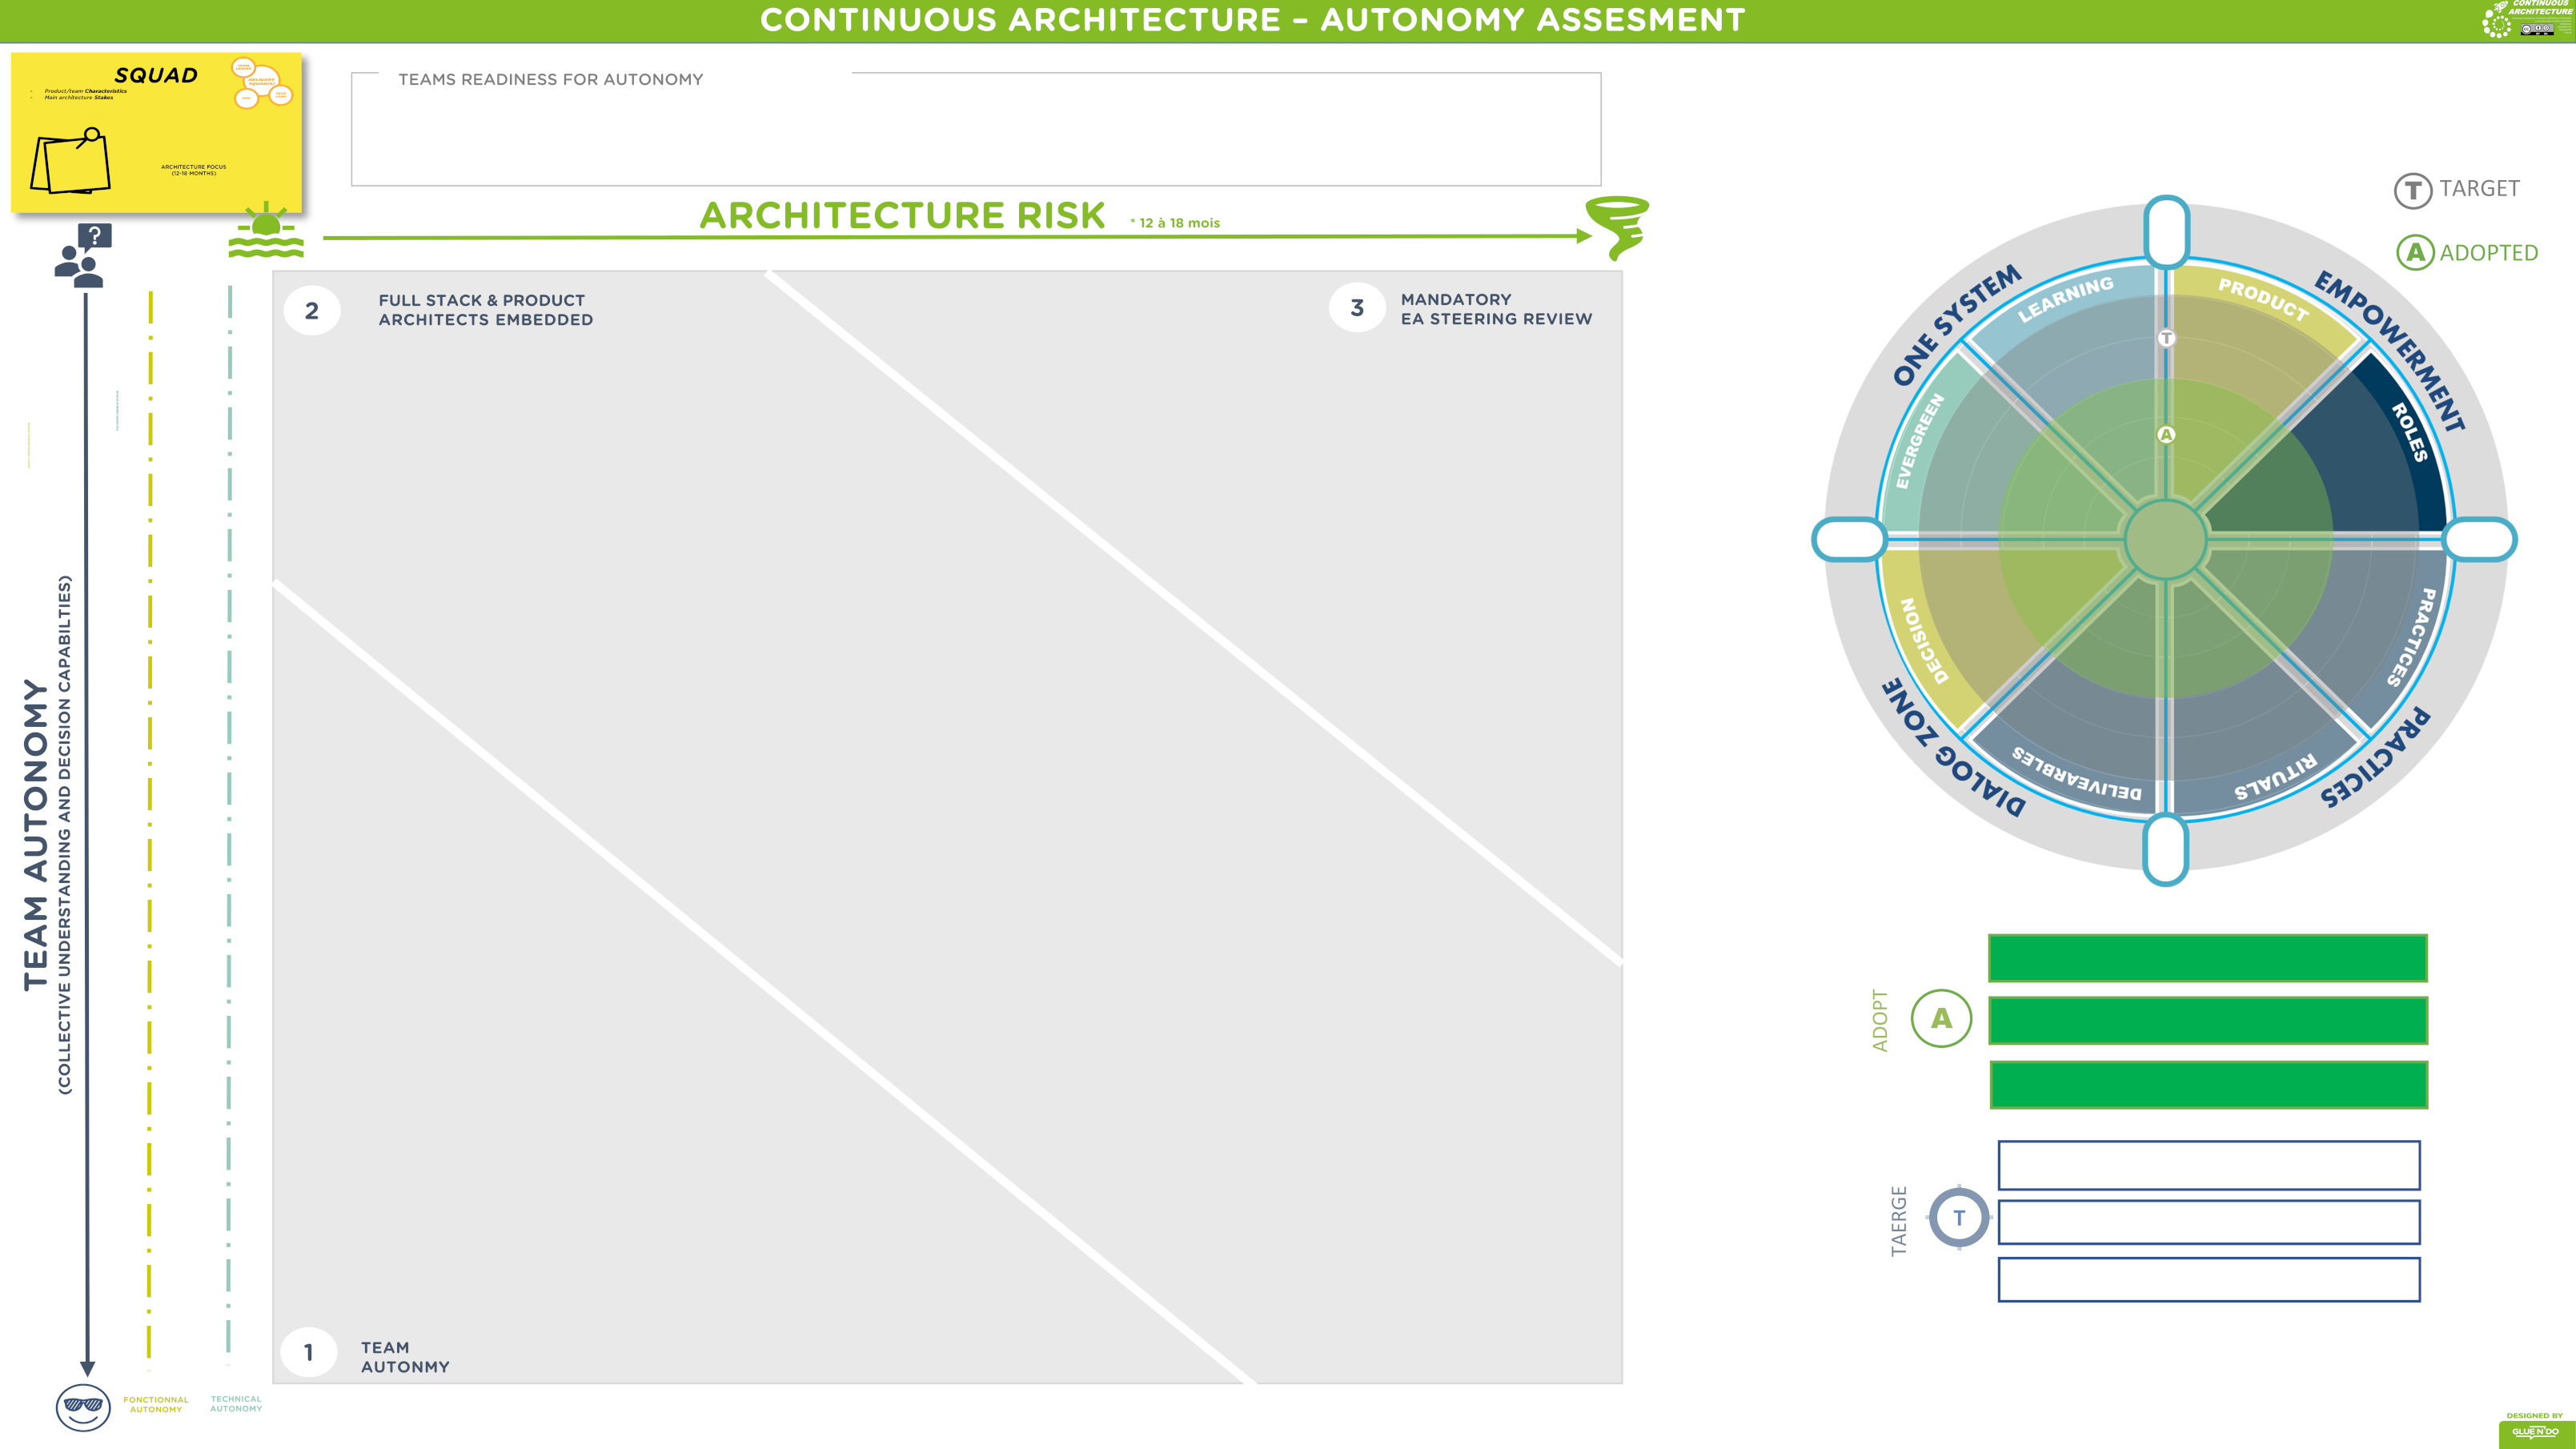 CONTINUOUS ARCHITECTURE – AUTONOMY ASSESMENT
CONTINUOUS
ARCHITECTURE
SQUAD
Product/team Characteristics
Main architecture Stakes
ARCHITECTURE FOCUS
(12-18 MONTHS)
TEAMS READINESS FOR AUTONOMY
ARCHITECTURE RISK * 12 à 18 mois
?
TEAM AUTONOMY
(COLLECTIVE UNDERSTANDING AND DECISION CAPABILTIES)
2
FULL STACK & PRODUCT
ARCHITECTS EMBEDDED
3
MANDATORY
EA STEERING REVIEW
1
TEAM
AUTONMY
FONCTIONNAL
AUTONOMY
TECHNICAL
AUTONOMY
T TARGET
A ADOPTED
ONE SYSTEM
EMPOWERMENT
LEARNING
PRODUCT
EVERGREEN
ROLES
T
A
DECISION
PRACTICES
DELIVEARBLES
RITUALS
DIALOG ZONE
PRACTICES
ADOPT
A
TAERGE
T
DESIGNED BY
GLUE N'DO